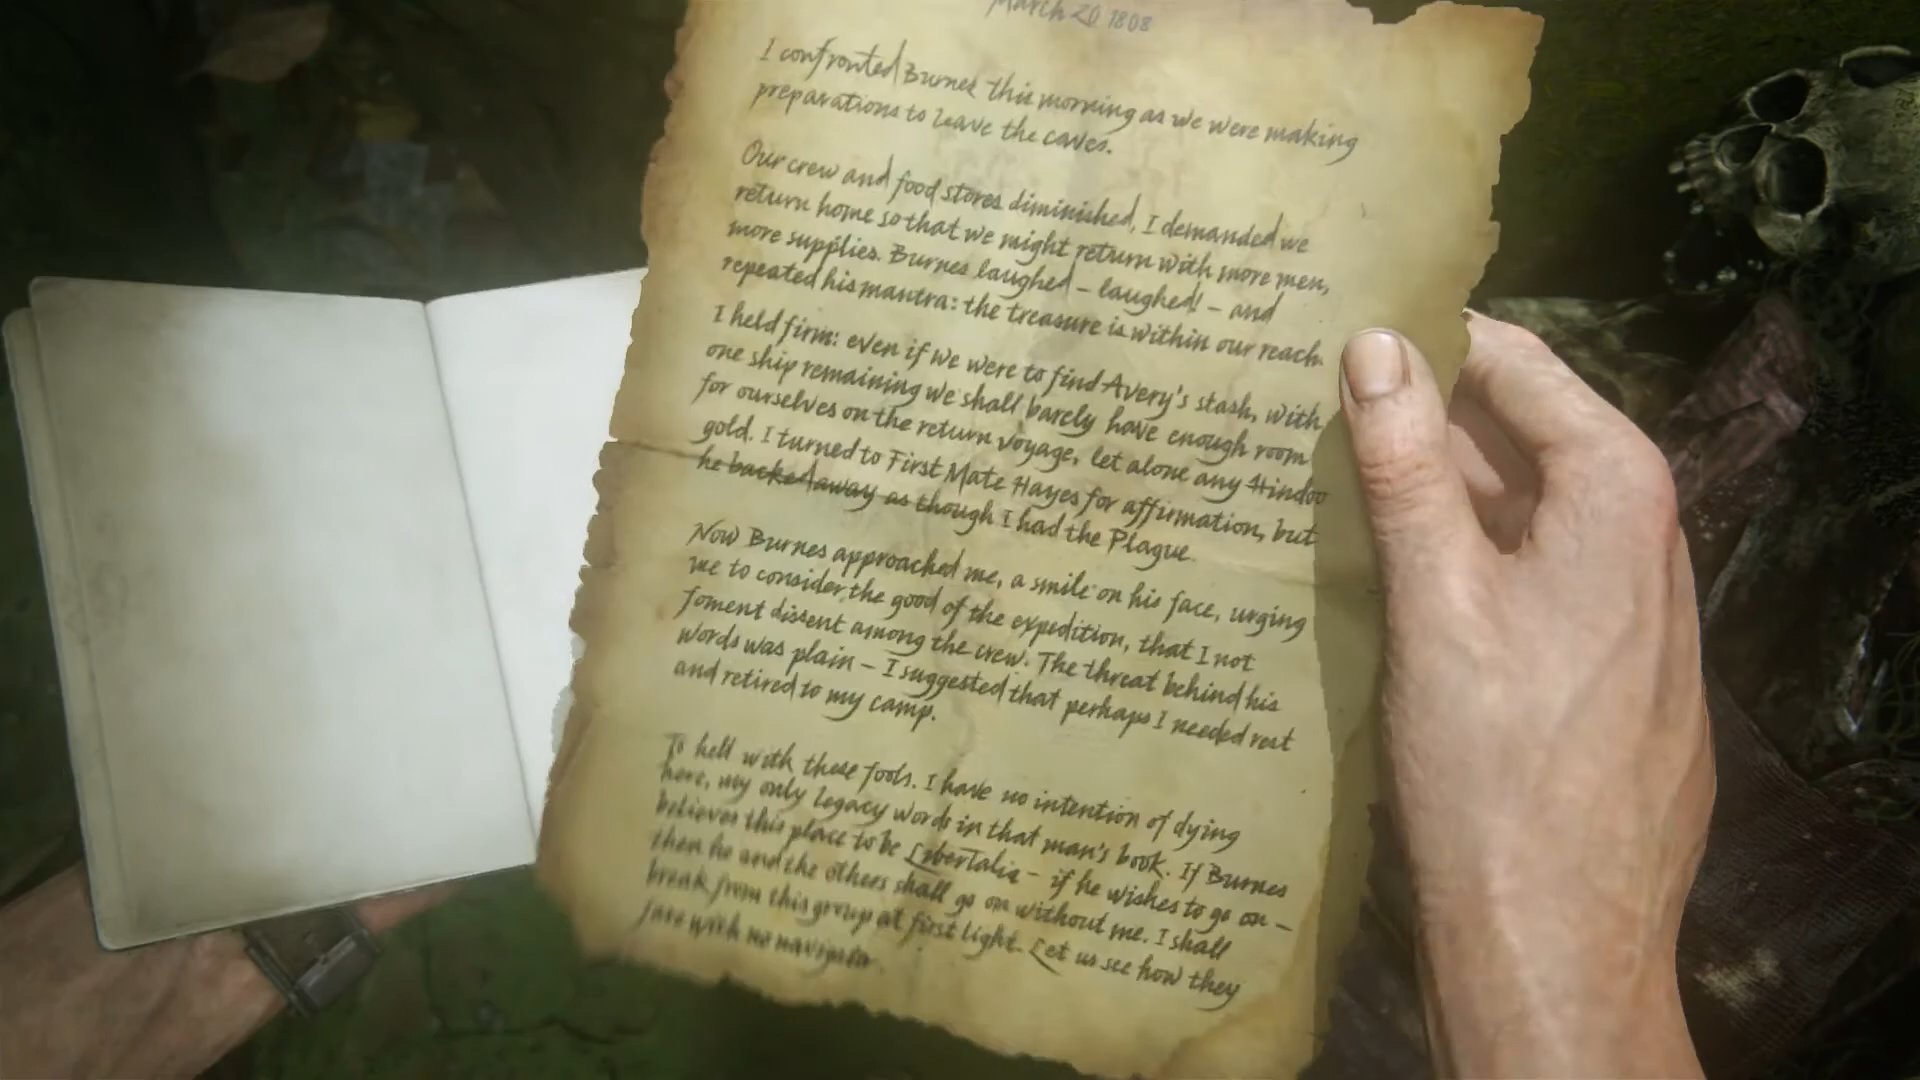 March 20 1808
I confronted Burnes this morning as we were making
preparations to leave the caves.
Our crew and food stores diminished, I demanded we
return home so that we might return with more men,
more supplies. Burnes laughed – laughed! – and
repeated his mantra: the treasure is within our reach.
I held firm: even if we were to find Avery's stash, with
one ship remaining we shall barely have enough room
for ourselves on the return voyage, let alone any Hindoo
gold. I turned to First Mate Hayes for affirmation, but
he backed away as though I had the Plague.
Now Burnes approached me, a smile on his face, urging
me to consider the good of the expedition, that I not
foment dissent among the crew. The threat behind his
words was plain – I suggested that perhaps I needed rest
and retired to my camp.
To hell with these fools. I have no intention of dying
here, my only legacy words in that man's book. If Burnes
believes this place to be Libertalia – if he wishes to go on –
then he and the others shall go on without me. I shall
break from this group at first light. Let us see how they
fare with no navigator